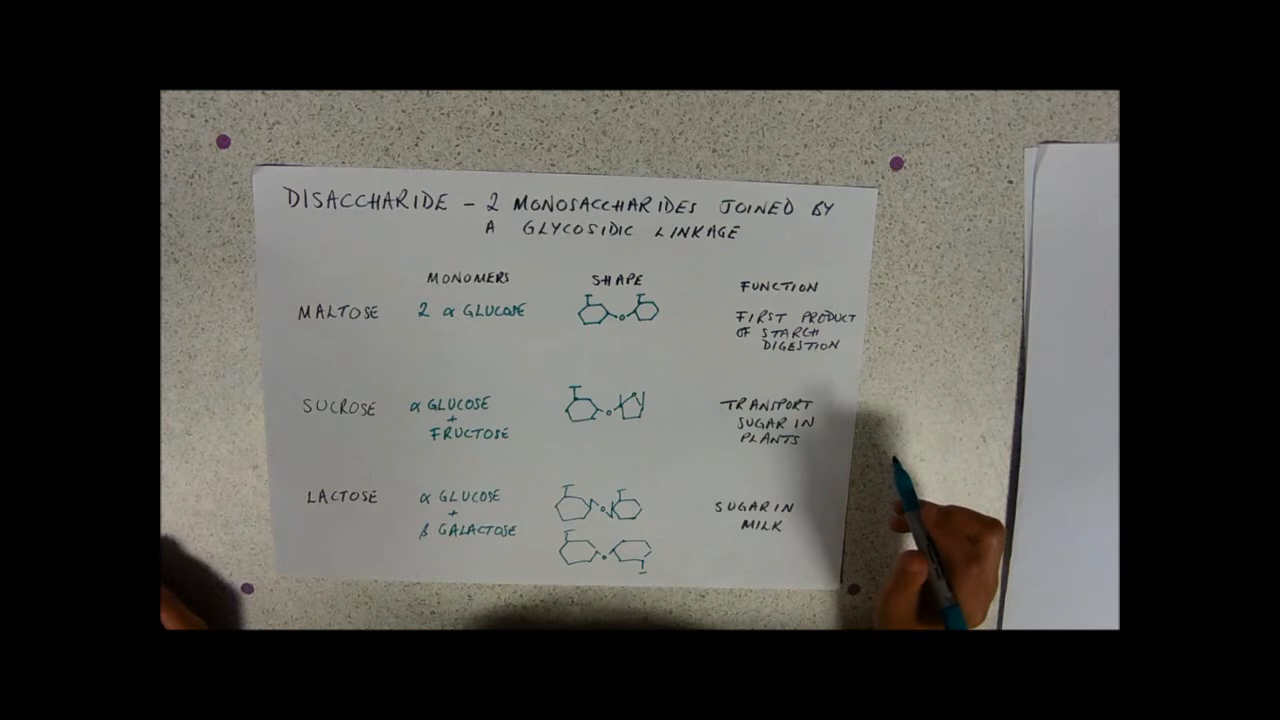 DISACCHARIDE - 2 MONOSACCHARIDES JOINED BY
A GLYCOSIDIC LINKAGE
MONOMERS SHAPE FUNCTION
MALTOSE 2 α GLUCOSE FIRST PRODUCT
OF STARCH
DIGESTION
SUCROSE α GLUCOSE TRANSPORT
+ SUGAR IN
FRUCTOSE PLANTS
LACTOSE α GLUCOSE SUGAR IN
+ MILK
β GALACTOSE